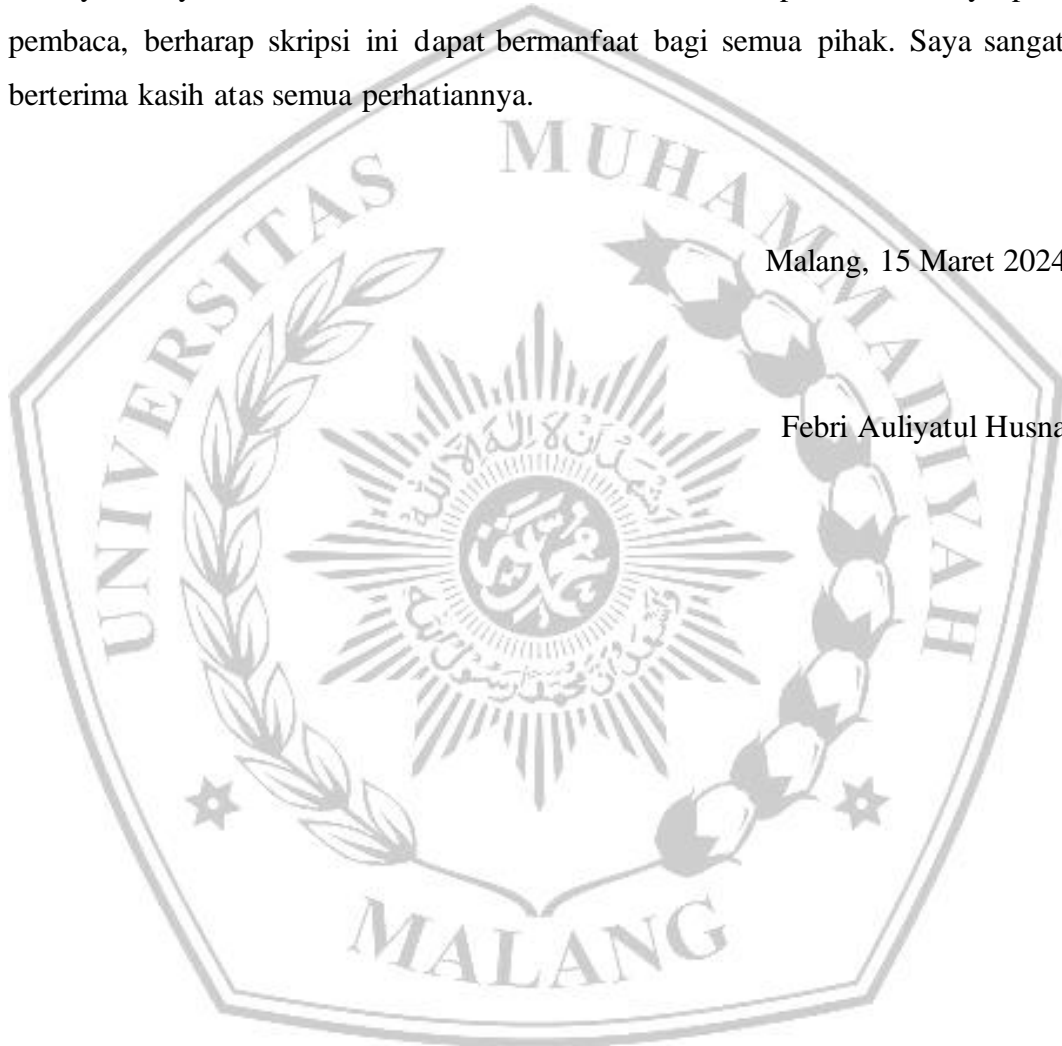 pembaca, berharap skripsi ini dapat bermanfaat bagi semua pihak. Saya sangat
berterima kasih atas semua perhatiannya.
UNIVERSITAS MUHAMMADIYAH
Malang, 15 Maret 2024
Febri Auliyatul Husna
MALANG